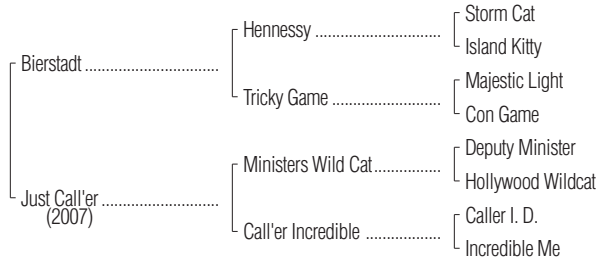 Storm Cat
Hennessy ........................
Island Kitty
Bierstadt ..............................
Majestic Light
Tricky Game ........................
Con Game
Deputy Minister
Ministers Wild Cat...............
Hollywood Wildcat
Just Call'er ..........................
(2007)
Caller I. D.
Call'er Incredible .................
Incredible Me